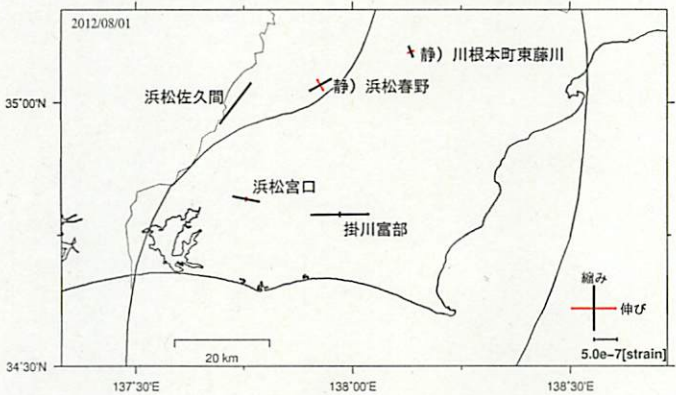 2012/08/01
静）川根本町東藤川
浜松佐久間
静）浜松春野
35°00'N
浜松宮口
掛川富部
縮み
伸び
20 km
5.0e-7[strain]
34°30'N
137°30'E
138°00'E
138°30'E